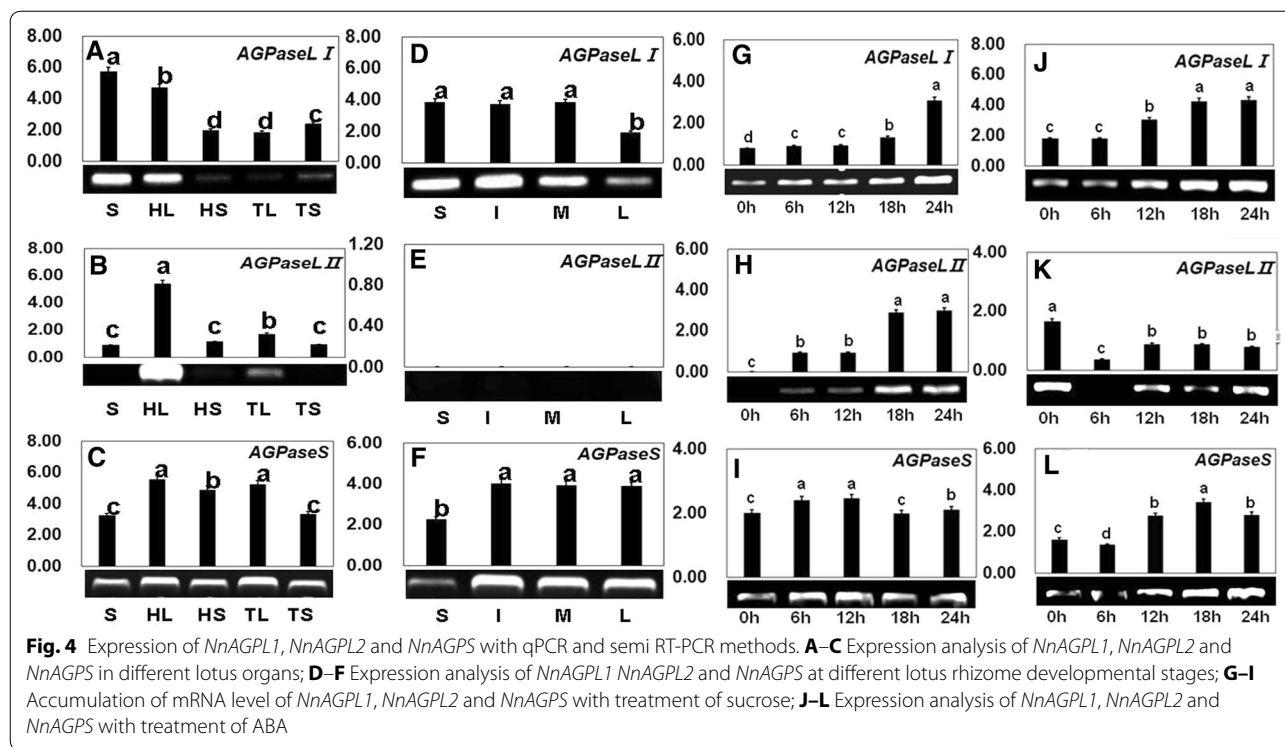 A
AGPaseL I
8.00
6.00
4.00
2.00
0.00
a
b
d
d
c
S HL HS TL TS
D
AGPaseL I
8.00
6.00
4.00
2.00
0.00
a
a
a
b
S I M L
G
AGPaseL I
6.00
4.00
2.00
0.00
d
c
c
b
a
0h 6h 12h 18h 24h
J
AGPaseL I
8.00
6.00
4.00
2.00
0.00
c
c
b
a
a
0h 6h 12h 18h 24h
B
AGPaseL II
8.00
6.00
4.00
2.00
0.00
c
a
c
b
c
S HL HS TL TS
E
AGPaseL II
1.20
0.80
0.40
0.00
S I M L
H
AGPaseL II
6.00
4.00
2.00
0.00
c
b
b
a
a
0h 6h 12h 18h 24h
K
AGPaseL II
4.00
2.00
0.00
a
c
b
b
b
0h 6h 12h 18h 24h
C
AGPaseS
8.00
6.00
4.00
2.00
0.00
c
a
b
a
c
S HL HS TL TS
F
AGPaseS
6.00
4.00
2.00
0.00
b
a
a
a
S I M L
I
AGPaseS
4.00
2.00
0.00
c
a
a
c
b
0h 6h 12h 18h 24h
L
AGPaseS
6.00
4.00
2.00
0.00
c
d
b
a
b
0h 6h 12h 18h 24h
Fig. 4 Expression of NnAGPL1, NnAGPL2 and NnAGPS with qPCR and semi RT-PCR methods. A–C Expression analysis of NnAGPL1, NnAGPL2 and
NnAGPS in different lotus organs; D–F Expression analysis of NnAGPL1 NnAGPL2 and NnAGPS at different lotus rhizome developmental stages; G–I
Accumulation of mRNA level of NnAGPL1, NnAGPL2 and NnAGPS with treatment of sucrose; J–L Expression analysis of NnAGPL1, NnAGPL2 and
NnAGPS with treatment of ABA